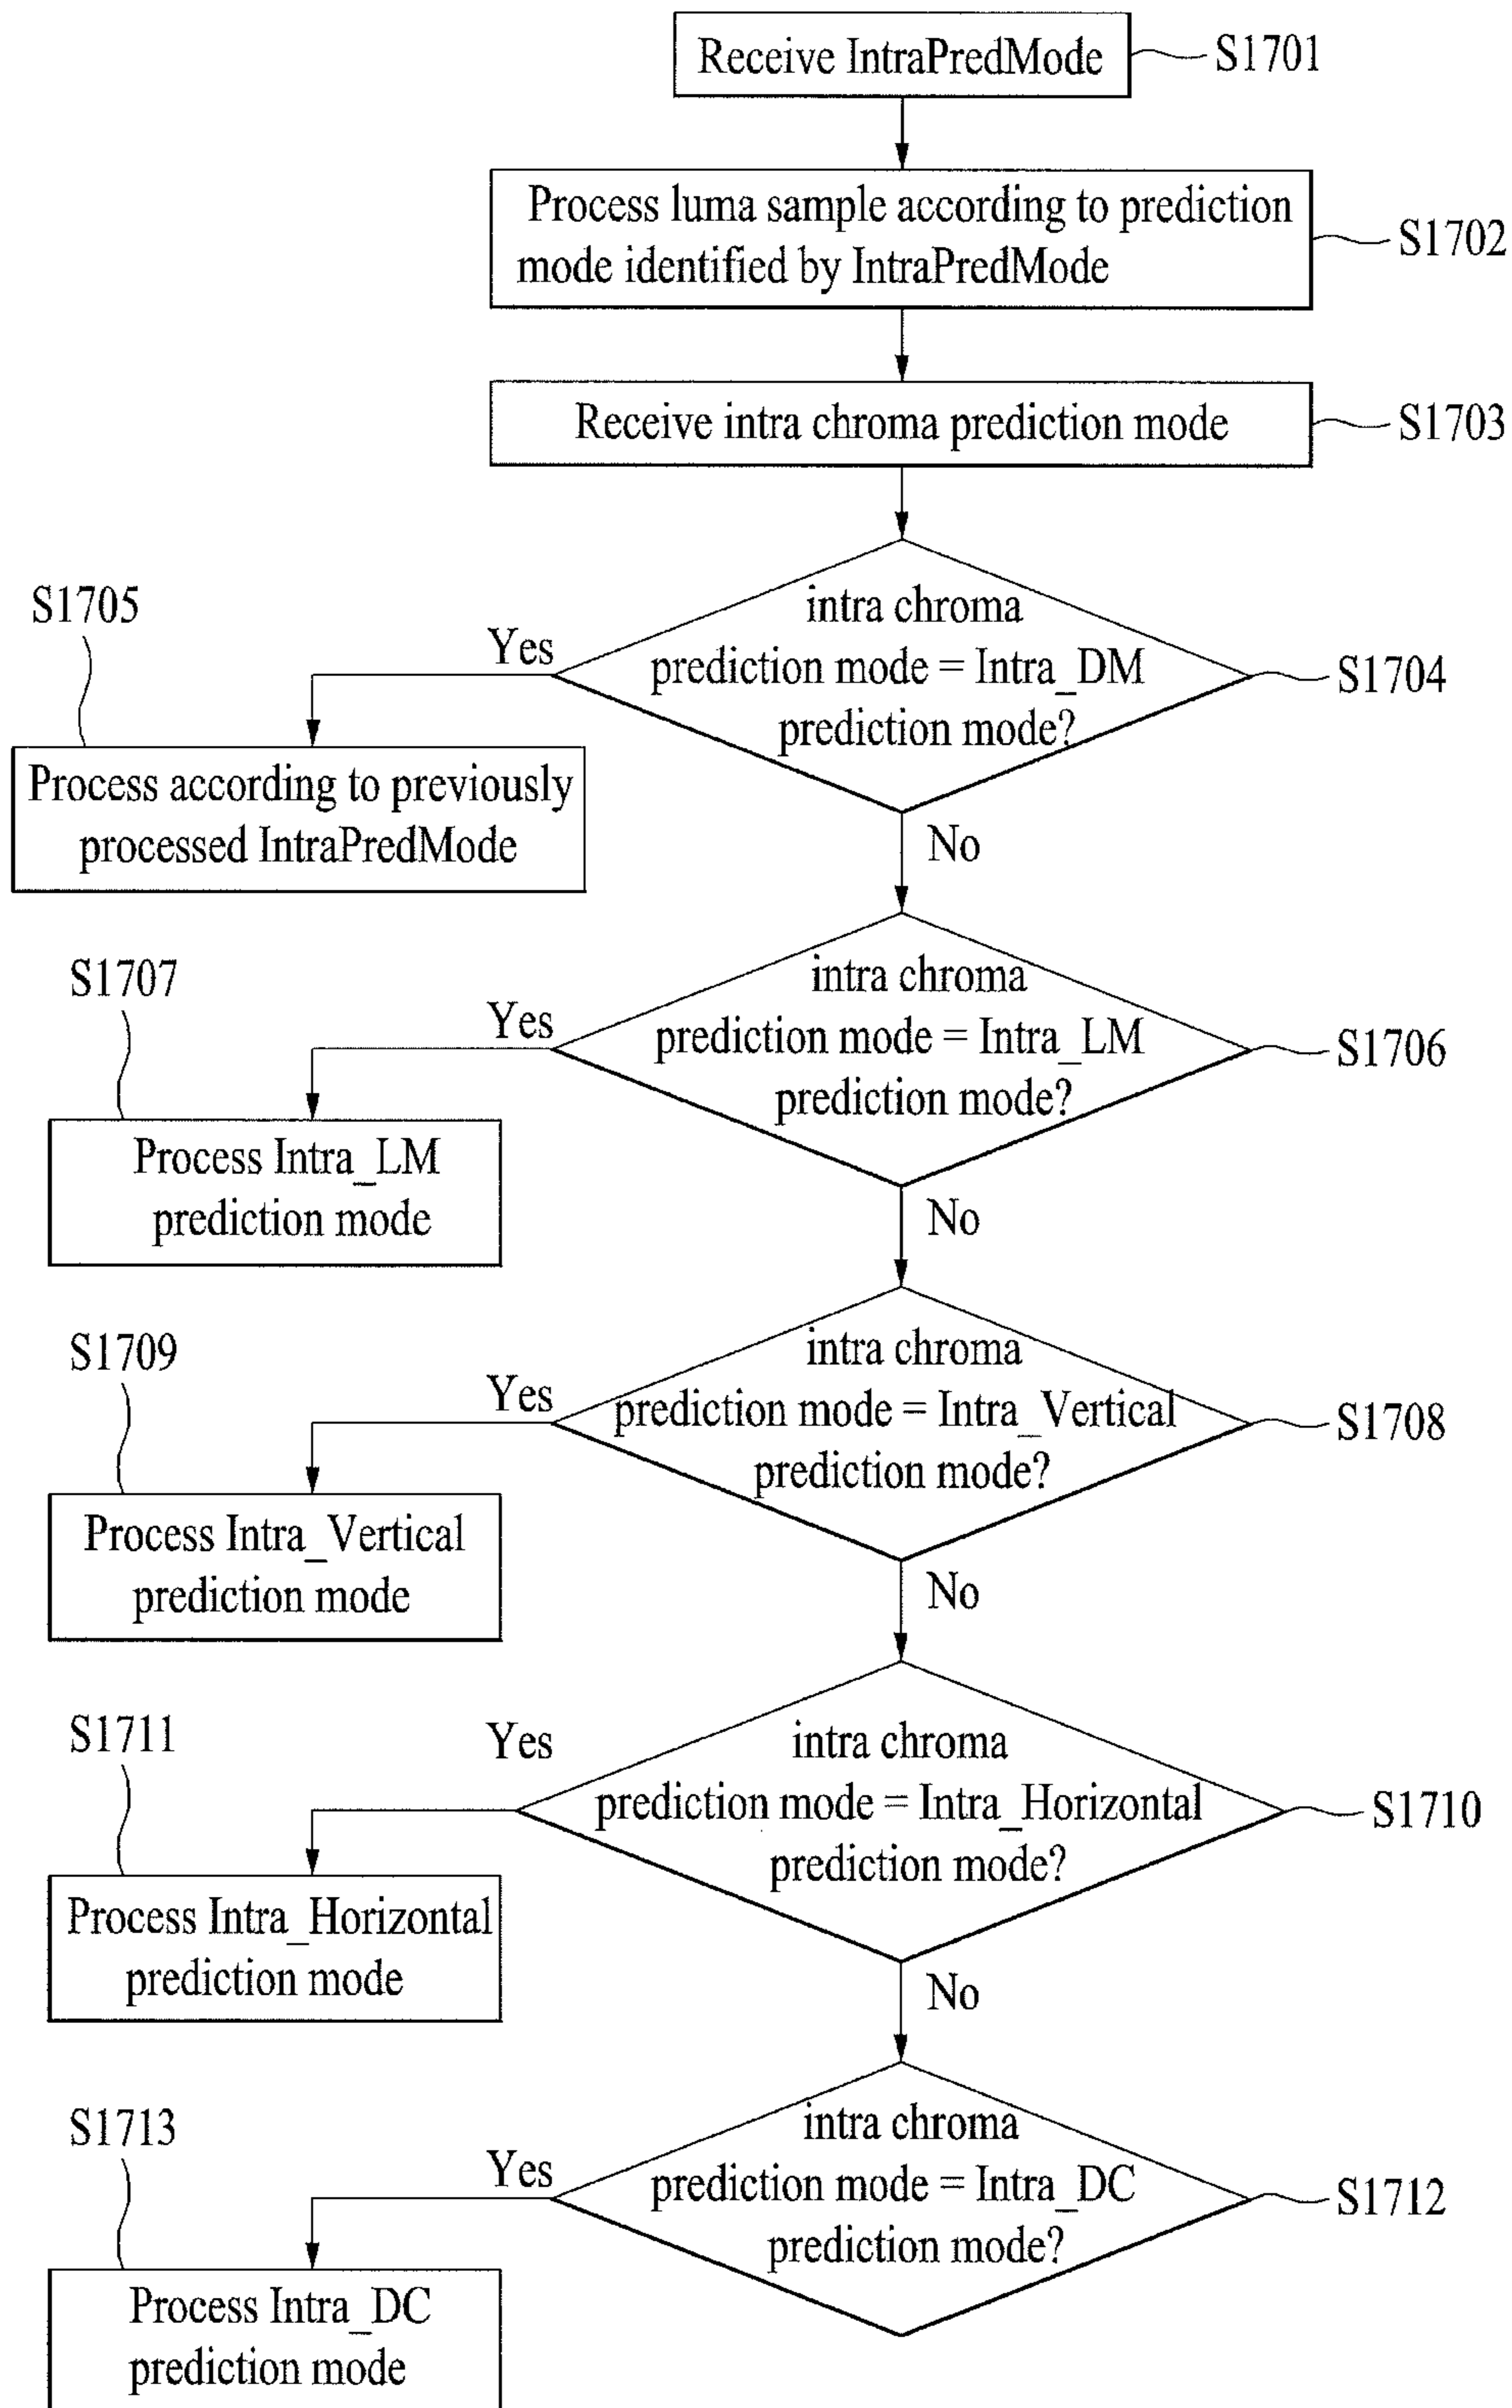 Receive IntraPredMode
S1701
Process luma sample according to prediction
mode identified by IntraPredMode
S1702
Receive intra chroma prediction mode
S1703
intra chroma
prediction mode = Intra_DM
prediction mode?
S1704
Yes
S1705
Process according to previously
processed IntraPredMode
No
intra chroma
prediction mode = Intra_LM
prediction mode?
S1706
Yes
S1707
Process Intra_LM
prediction mode
No
intra chroma
prediction mode = Intra_Vertical
prediction mode?
S1708
Yes
S1709
Process Intra_Vertical
prediction mode
No
intra chroma
prediction mode = Intra_Horizontal
prediction mode?
S1710
Yes
S1711
Process Intra_Horizontal
prediction mode
No
intra chroma
prediction mode = Intra_DC
prediction mode?
S1712
Yes
S1713
Process Intra_DC
prediction mode